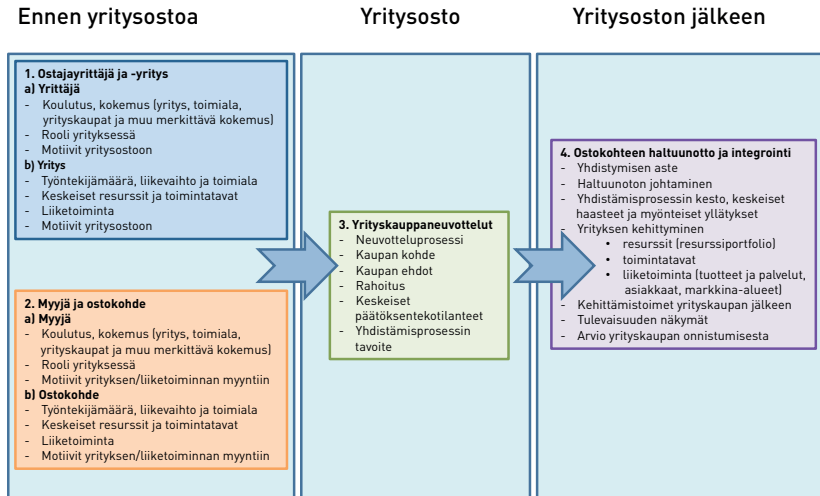 Ennen yritysostoa
Yritysosto
Yritysoston jälkeen
1. Ostajayrittäjä ja -yritys
a) Yrittäjä
- Koulutus, kokemus (yritys, toimiala,
yrityskaupat ja muu merkittävä kokemus)
- Rooli yrityksessä
- Motiivit yritysostoon
b) Yritys
- Työntekijämäärä, liikevaihto ja toimiala
- Keskeiset resurssit ja toimintatavat
- Liiketoiminta
- Motiivit yritysostoon
2. Myyjä ja ostokohde
a) Myyjä
- Koulutus, kokemus (yritys, toimiala,
yrityskaupat ja muu merkittävä kokemus)
- Rooli yrityksessä
- Motiivit yrityksen/liiketoiminnan myyntiin
b) Ostokohde
- Työntekijämäärä, liikevaihto ja toimiala
- Keskeiset resurssit ja toimintatavat
- Liiketoiminta
- Motiivit yrityksen/liiketoiminnan myyntiin
3. Yrityskauppaneuvottelut
- Neuvotteluprosessi
- Kaupan kohde
- Kaupan ehdot
- Rahoitus
- Keskeiset
päätöksentekotilanteet
- Yhdistämisprosessin
tavoite
4. Ostokohteen haltuunotto ja integrointi
- Yhdistymisen aste
- Haltuunoton johtaminen
- Yhdistämisprosessin kesto, keskeiset
haasteet ja myönteiset yllätykset
- Yrityksen kehittyminen
• resurssit (resurssiportfolio)
• toimintatavat
• liiketoiminta (tuotteet ja palvelut,
asiakkaat, markkina-alueet)
- Kehittämistoimet yrityskaupan jälkeen
- Tulevaisuuden näkymät
- Arvio yrityskaupan onnistumisesta